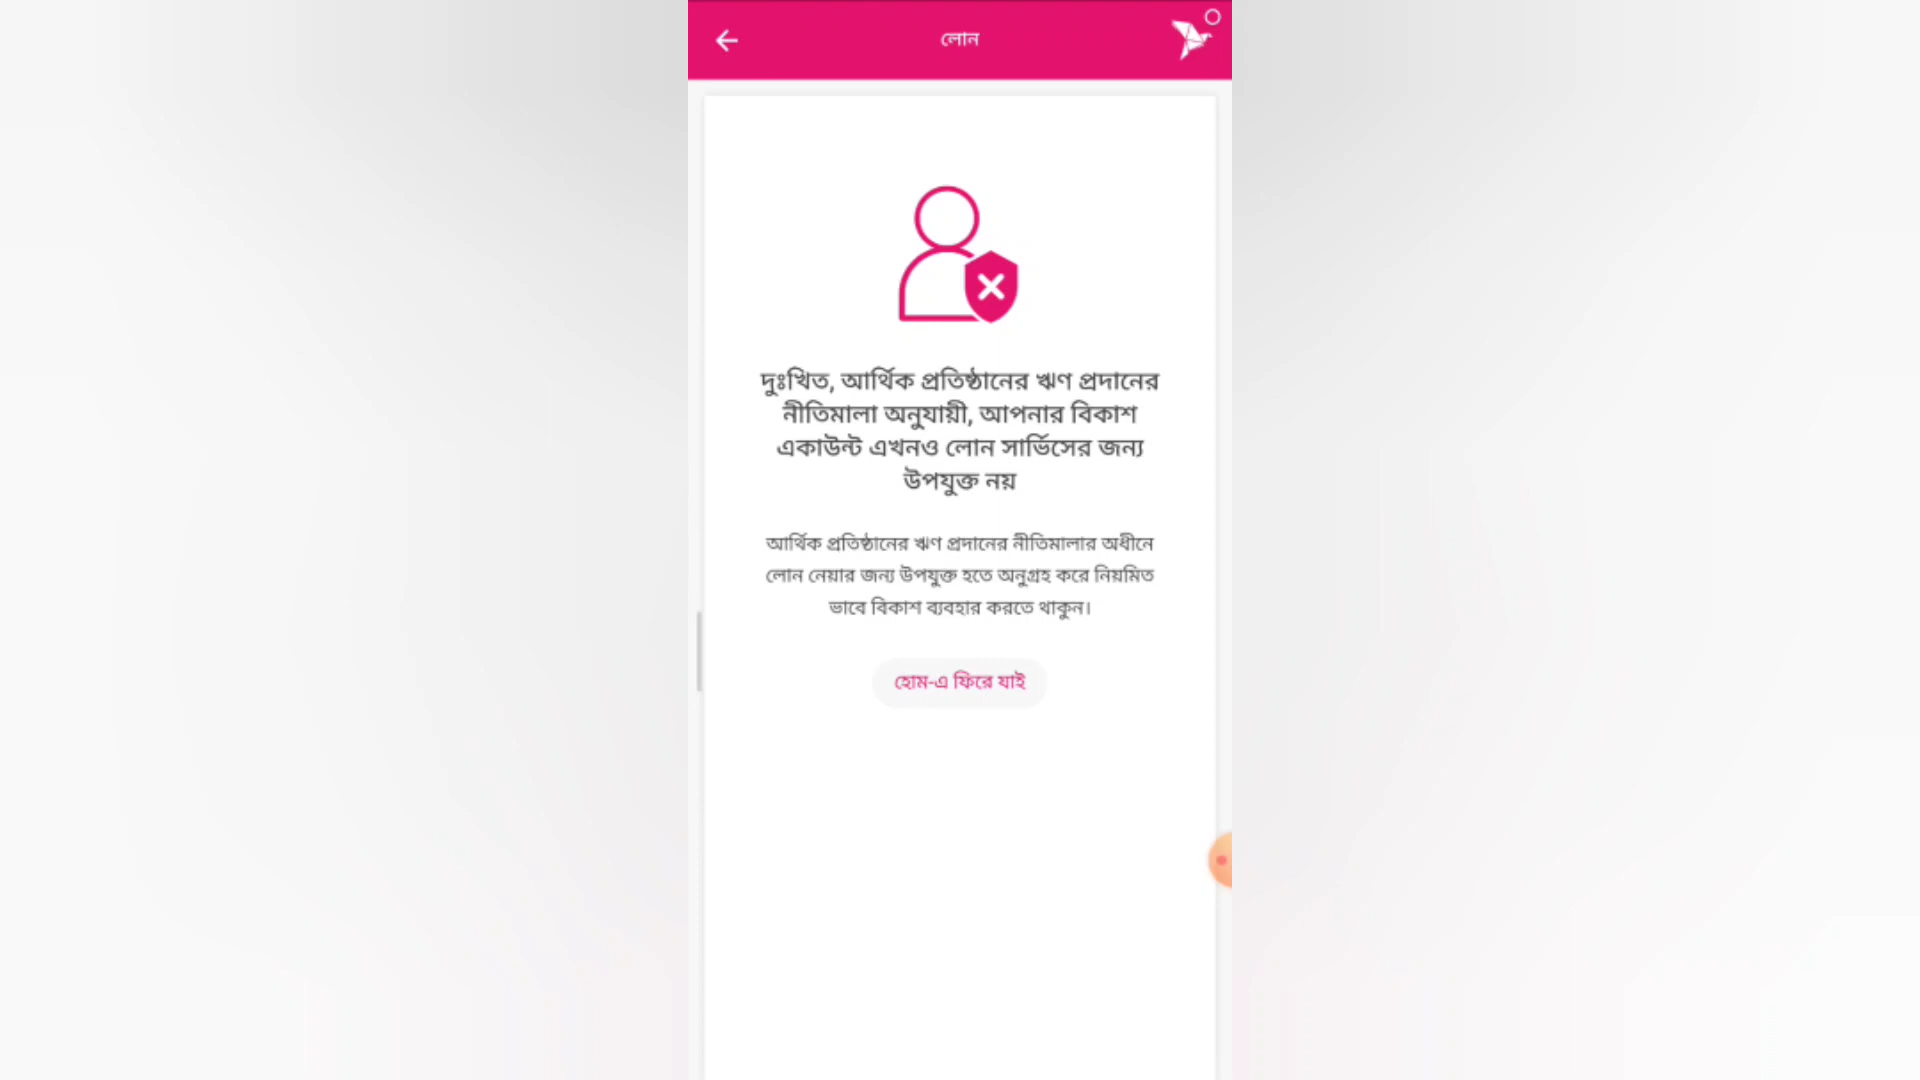 লোন
দুঃখিত, আর্থিক প্রতিষ্ঠানের ঋণ প্রদানের
নীতিমালা অনুযায়ী, আপনার বিকাশ
একাউন্ট এখনও লোন সার্ভিসের জন্য
উপযুক্ত নয়
আর্থিক প্রতিষ্ঠানের ঋণ প্রদানের নীতিমালার অধীনে
লোন নেয়ার জন্য উপযুক্ত হতে অনুগ্রহ করে নিয়মিত
ভাবে বিকাশ ব্যবহার করতে থাকুন।
হোম-এ ফিরে যাই